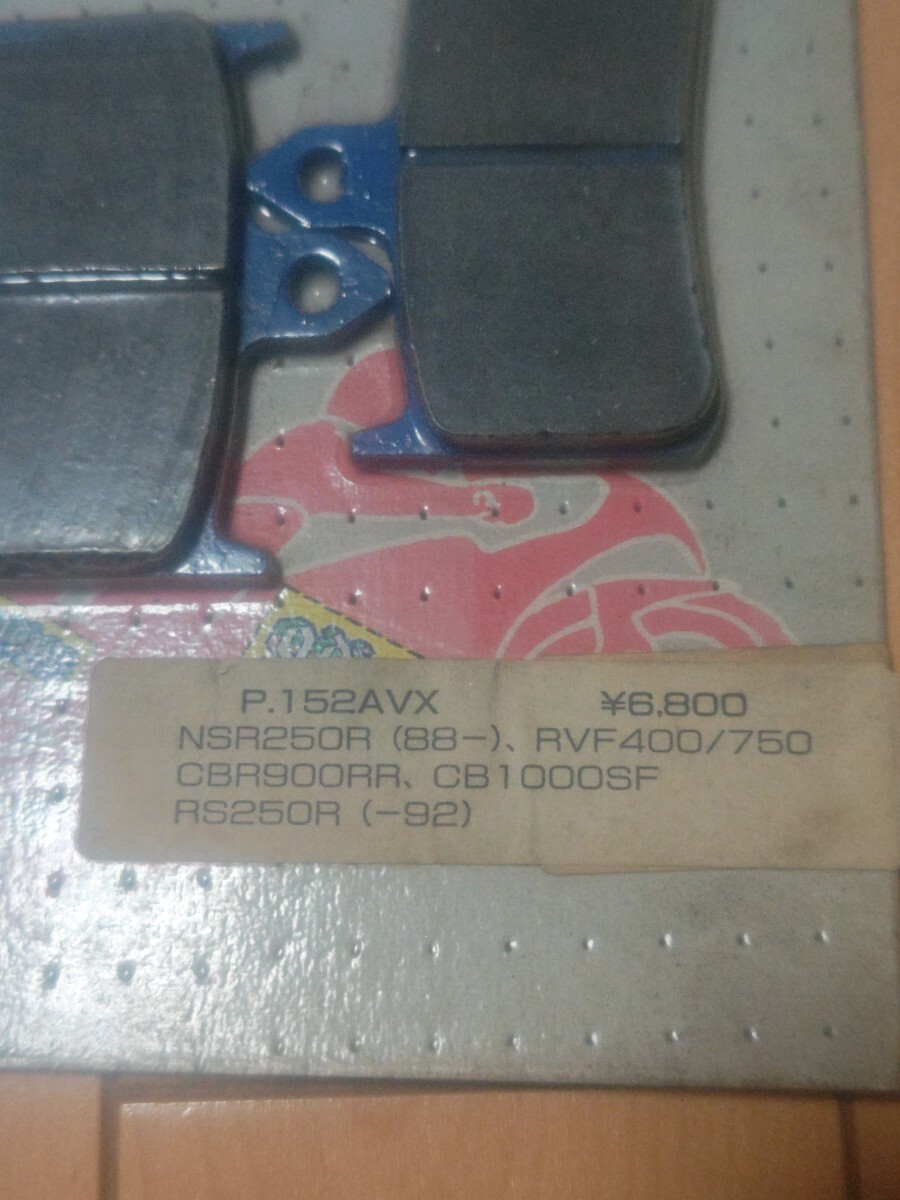 P.152AVX ¥6,800
NSR250R (88−)、RVF400/750
CBR900RR、CB1000SF
RS250R (−92)